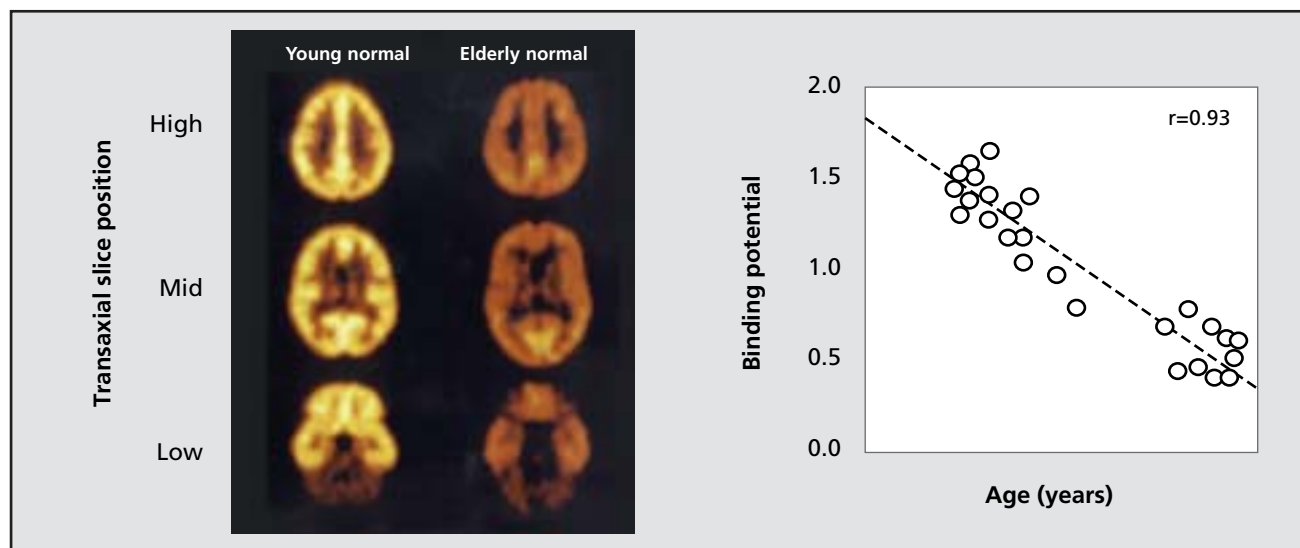 Young normal
Elderly normal
Transaxial slice position
High
Mid
Low
2.0
1.5
1.0
0.5
0.0
Binding potential
r=0.93
Age (years)